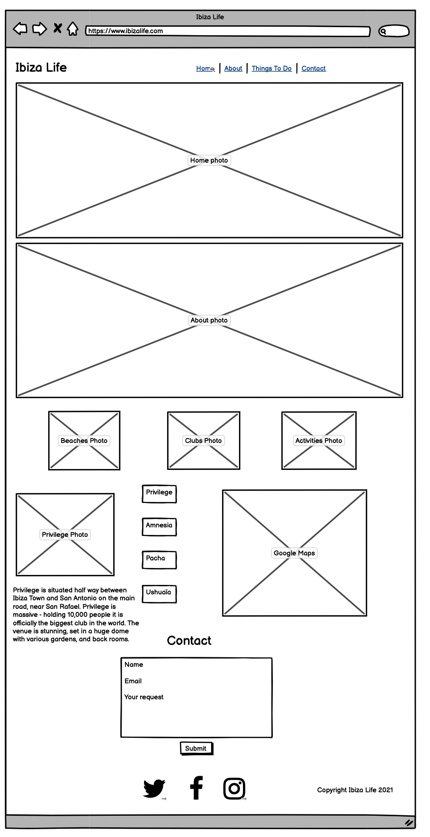 Ibiza Life
https://www.ibizalife.com
Ibiza Life
Home | About | Things To Do | Contact
Home photo
About photo
Beaches Photo
Clubs Photo
Activities Photo
Privilege Photo
Privilege is situated half way between
Ibiza Town and San Antonio on the main
road, near San Rafael. Privilege is
massive - holding 10,000 people it is
officially the biggest club in the world. The
venue is stunning, set in a huge dome
with various gardens, and back rooms.
Privilege
Amnesia
Pacha
Ushuaïa
Google Maps
Contact
Name
Email
Your request
Submit
Copyright Ibiza Life 2021